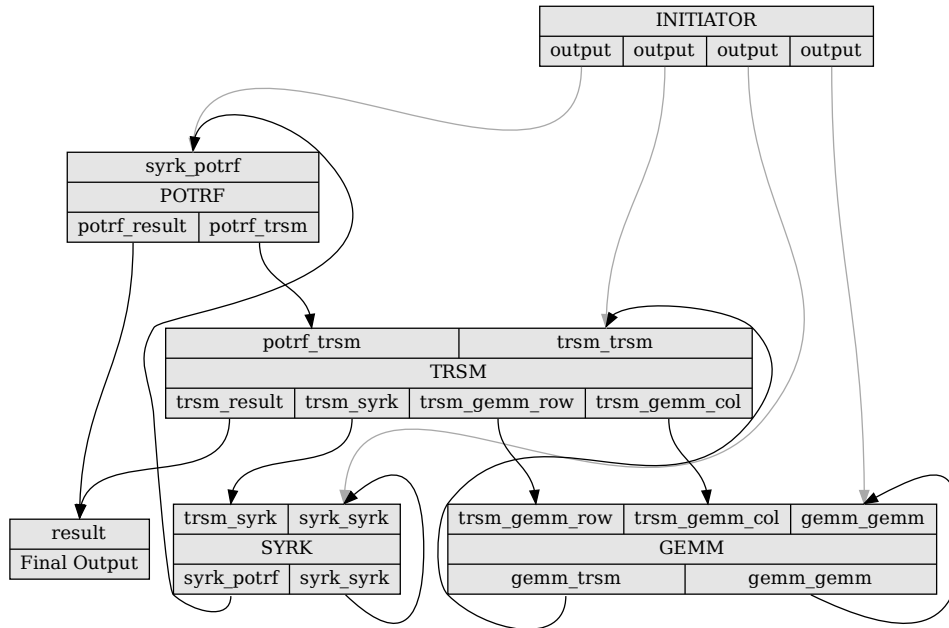 INITIATOR
output output output output
syrk_potrf
POTRF
potrf_result potrf_trsm
potrf_trsm trsm_trsm
TRSM
trsm_result trsm_syrk trsm_gemm_row trsm_gemm_col
result
Final Output
trsm_syrk syrk_syrk
SYRK
syrk_potrf syrk_syrk
trsm_gemm_row trsm_gemm_col gemm_gemm
GEMM
gemm_trsm gemm_gemm